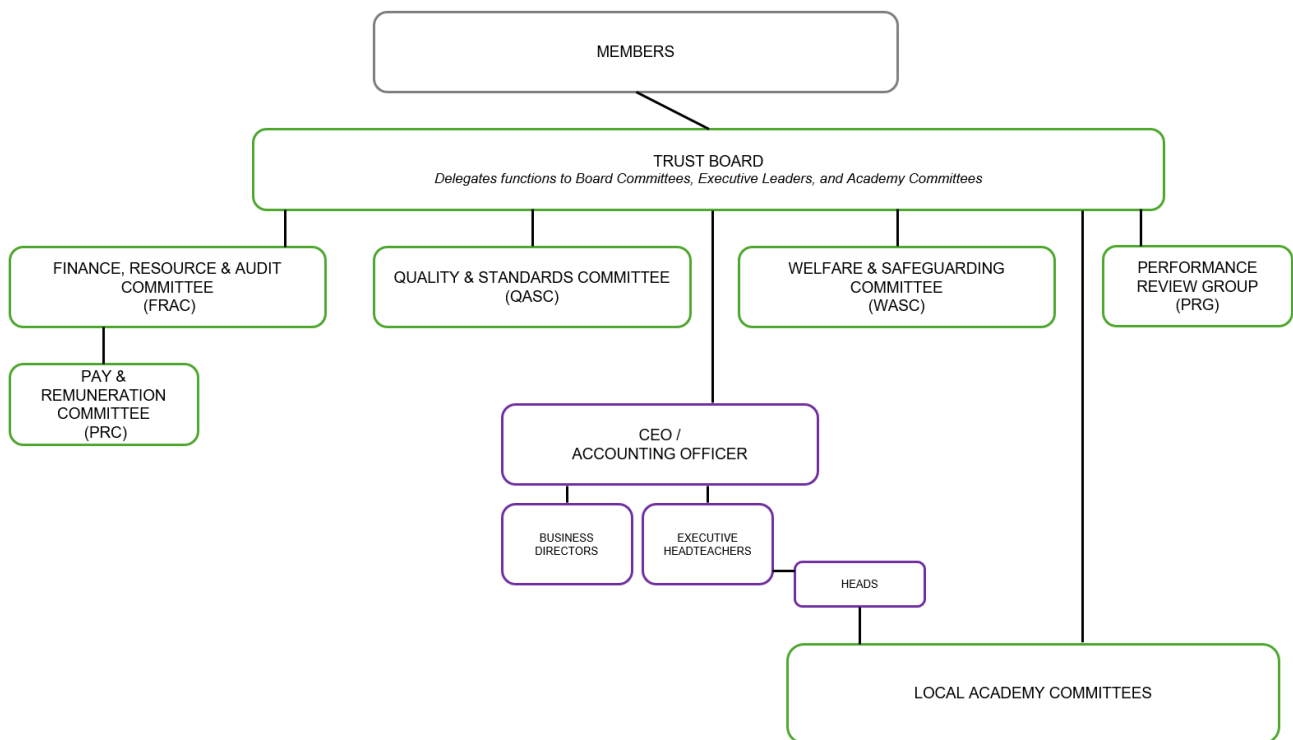 MEMBERS
TRUST BOARD
Delegates functions to Board Committees, Executive Leaders, and Academy Committees
FINANCE, RESOURCE & AUDIT
COMMITTEE
(FRAC)
QUALITY & STANDARDS COMMITTEE
(QASC)
WELFARE & SAFEGUARDING
COMMITTEE
(WASC)
PERFORMANCE
REVIEW GROUP
(PRG)
PAY &
REMUNERATION
COMMITTEE
(PRC)
CEO /
ACCOUNTING OFFICER
BUSINESS
DIRECTORS
EXECUTIVE
HEADTEACHERS
HEADS
LOCAL ACADEMY COMMITTEES